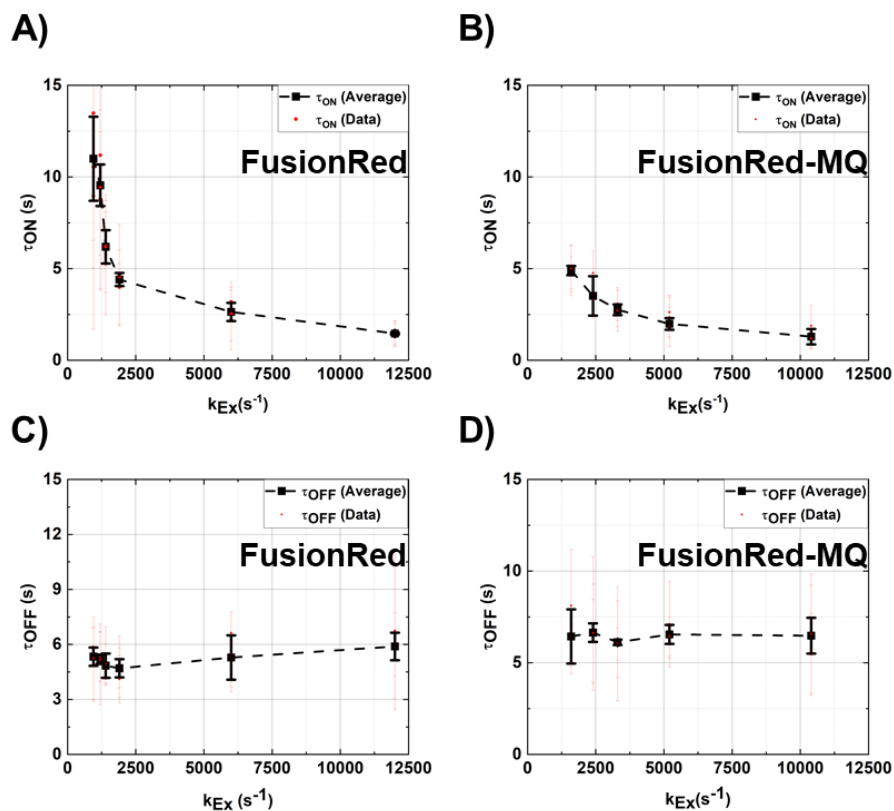 A)
15
τON (Average)
τON (Data)
FusionRed
10
τON (s)
5
0
0 2500 5000 7500 10000 12500
kEx(s-1)
B)
15
τON (Average)
τON (Data)
FusionRed-MQ
10
τON (s)
5
0
0 2500 5000 7500 10000 12500
kEx(s-1)
C)
15
τOFF (Average)
τOFF (Data)
12
FusionRed
9
τOFF (s)
6
3
0
0 2500 5000 7500 10000 12500
kEx(s-1)
D)
15
τOFF (Average)
τOFF (Data)
FusionRed-MQ
10
τOFF (s)
5
0
0 2500 5000 7500 10000 12500
kEx(s-1)